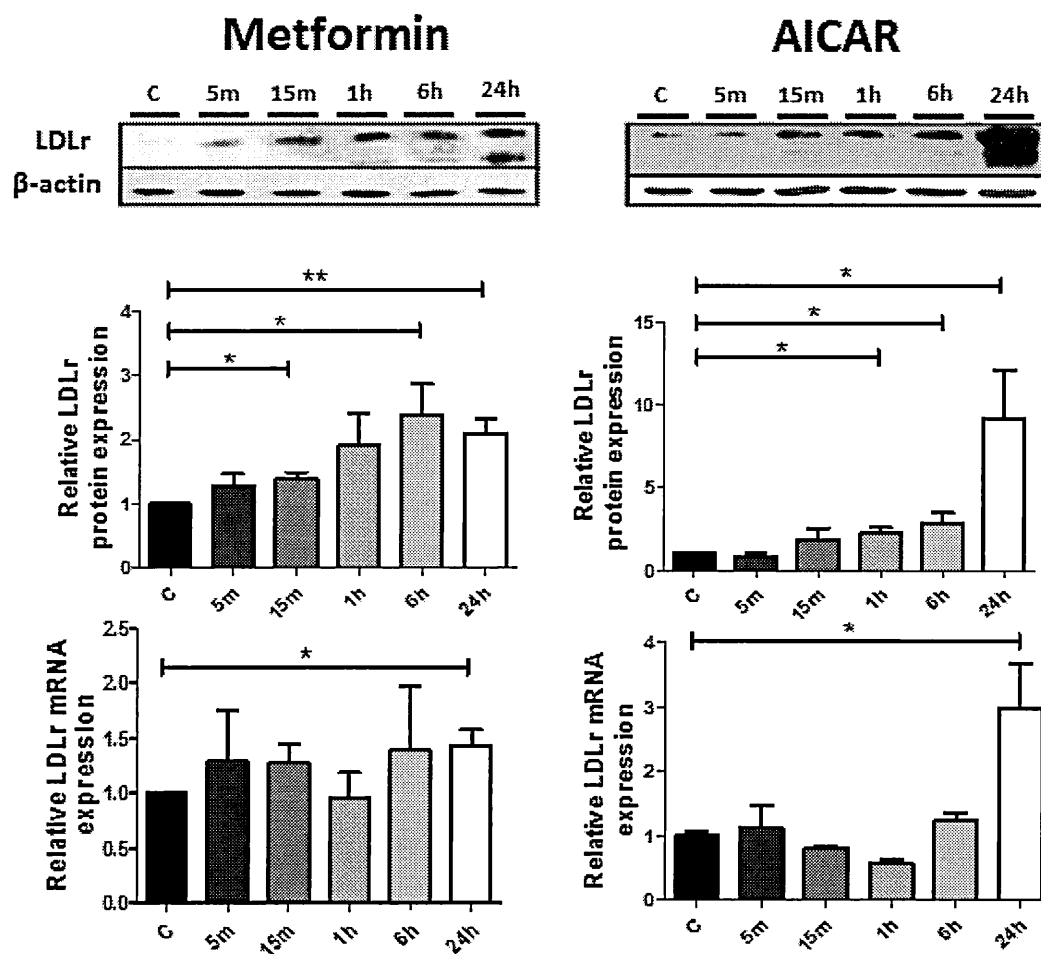 Metformin
AICAR
C 5m 15m 1h 6h 24h
C 5m 15m 1h 6h 24h
LDLr
β-actin
**
*
*
Relative LDLr
protein expression
4
3
2
1
0
C 5m 15m 1h 6h 24h
*
*
*
Relative LDLr
protein expression
15
10
5
0
C 5m 15m 1h 6h 24h
*
Relative LDLr mRNA
expression
2.5
2.0
1.5
1.0
0.5
0.0
C 5m 15m 1h 6h 24h
*
Relative LDLr mRNA
expression
4
3
2
1
0
C 5m 15m 1h 6h 24h